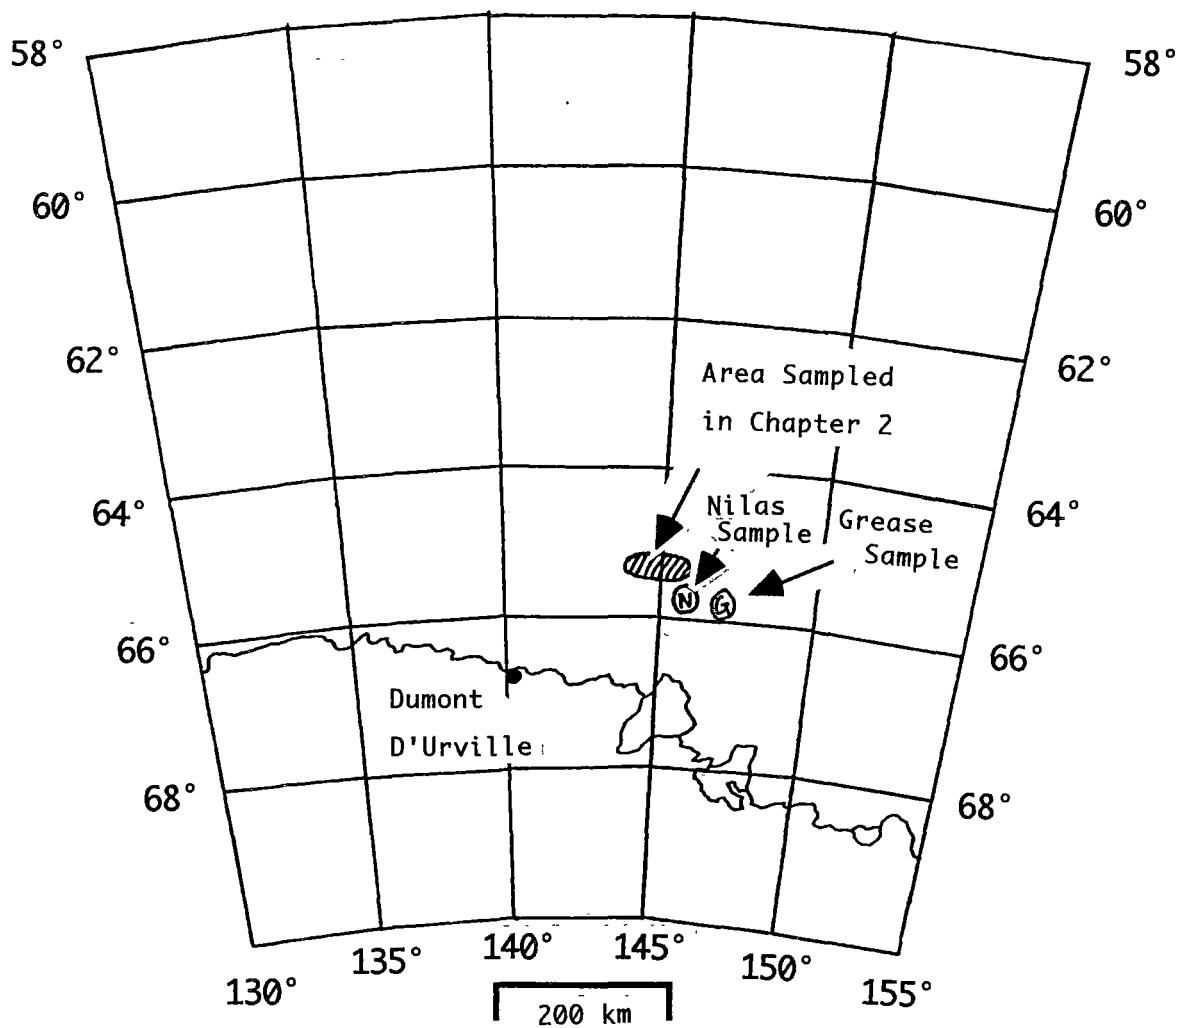 58°
58°
60°
60°
62°
62°
Area Sampled
in Chapter 2
64°
64°
Nilas
Sample
Grease
Sample
N
G
66°
66°
Dumont
D'Urville
68°
68°
130°
135°
140°
145°
150°
155°
200 km